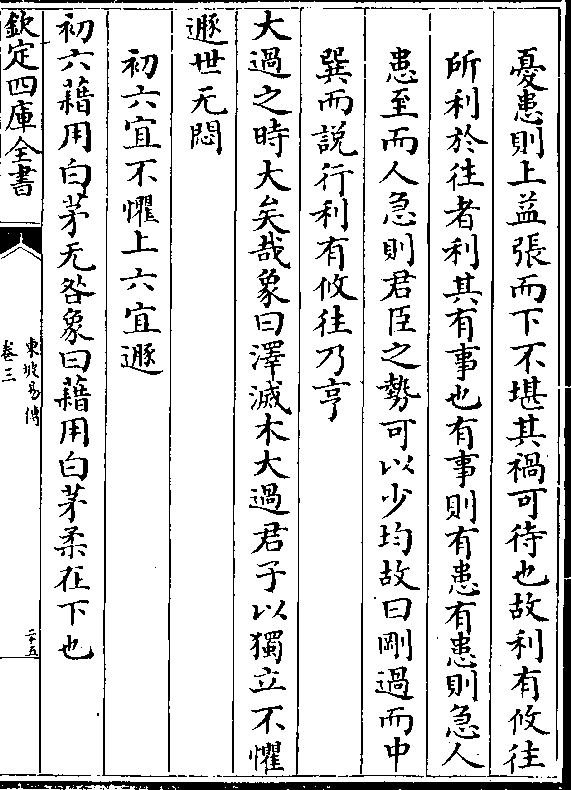 憂患則上益張而下不堪其禍可待也故利有攸往
所利於往者利其有事也有事則有患有患則急人
患至而人急則君臣之勢可以少均故曰剛過而中
巽而説行利有攸往乃亨
大過之時大矣哉象曰澤滅木大過君子以獨立不懼
遯世无悶
初六宜不懼上六宜遯
初六藉用白茅无咎象曰藉用白茅柔在下也
欽定四庫全書
東坡易傳
卷三
二十五